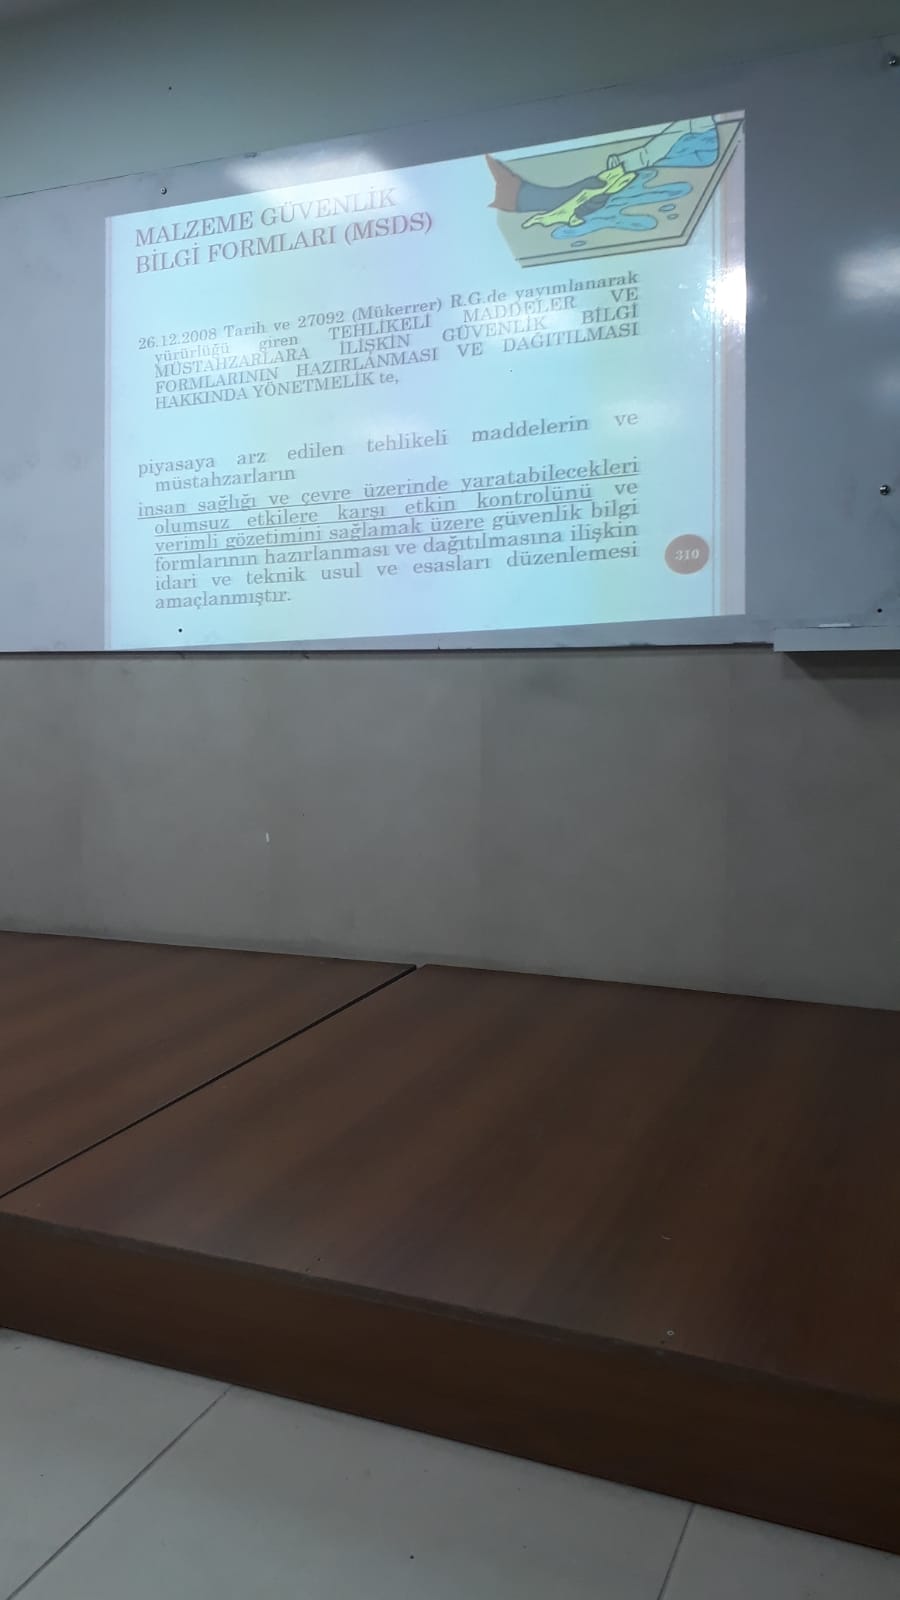 MALZEME GÜVENLİK
BİLGİ FORMLARI (MSDS)
26.12.2008 Tarih ve 27092 (Mükerrer) R.G.de yayımlanarak
yürürlüğü giren TEHLİKELİ MADDELER VE
MÜSTAHZARLARA İLİŞKİN GÜVENLİK BİLGİ
FORMLARININ HAZIRLANMASI VE DAĞITILMASI
HAKKINDA YÖNETMELİK te,
piyasaya arz edilen tehlikeli maddelerin ve
müstahzarların
insan sağlığı ve çevre üzerinde yaratabilecekleri
olumsuz etkilere karşı etkin kontrolünü ve
verimli gözetimini sağlamak üzere güvenlik bilgi
formlarının hazırlanması ve dağıtılmasına ilişkin
idari ve teknik usul ve esasları düzenlemesi
amaçlanmıştır.
310